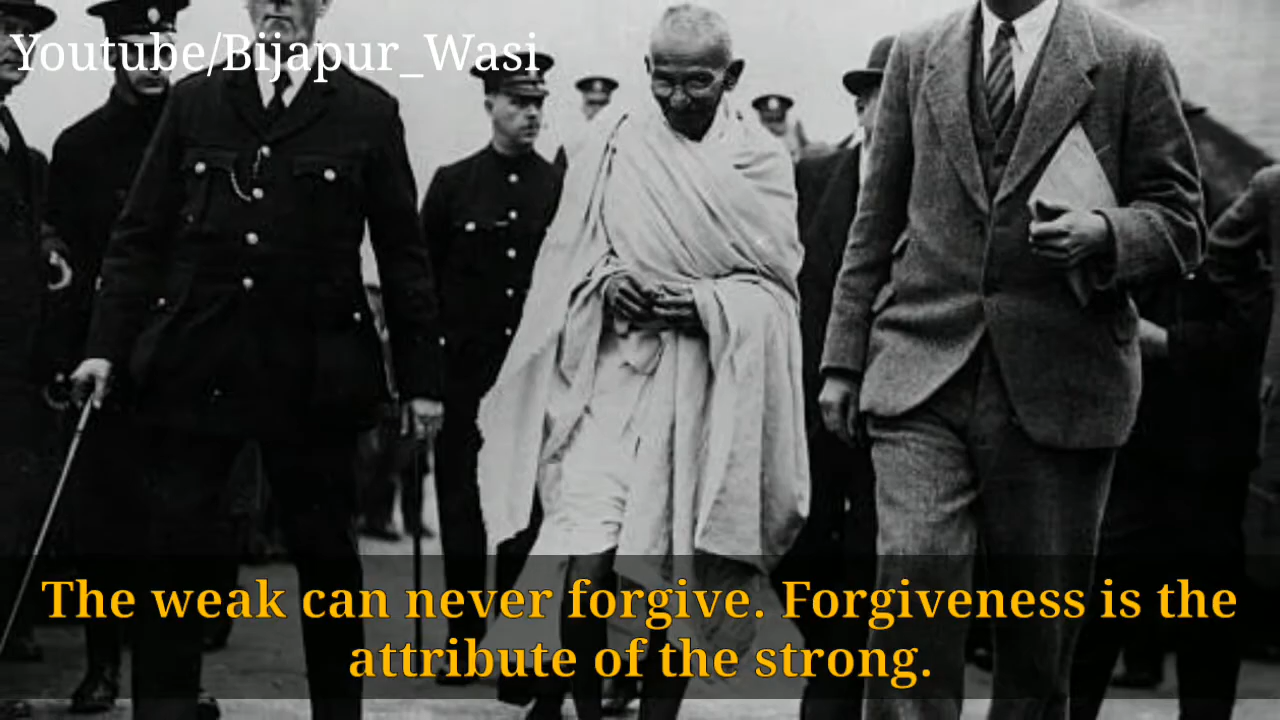 Youtube/Bijapur_Wasi
The weak can never forgive. Forgiveness is the
attribute of the strong.